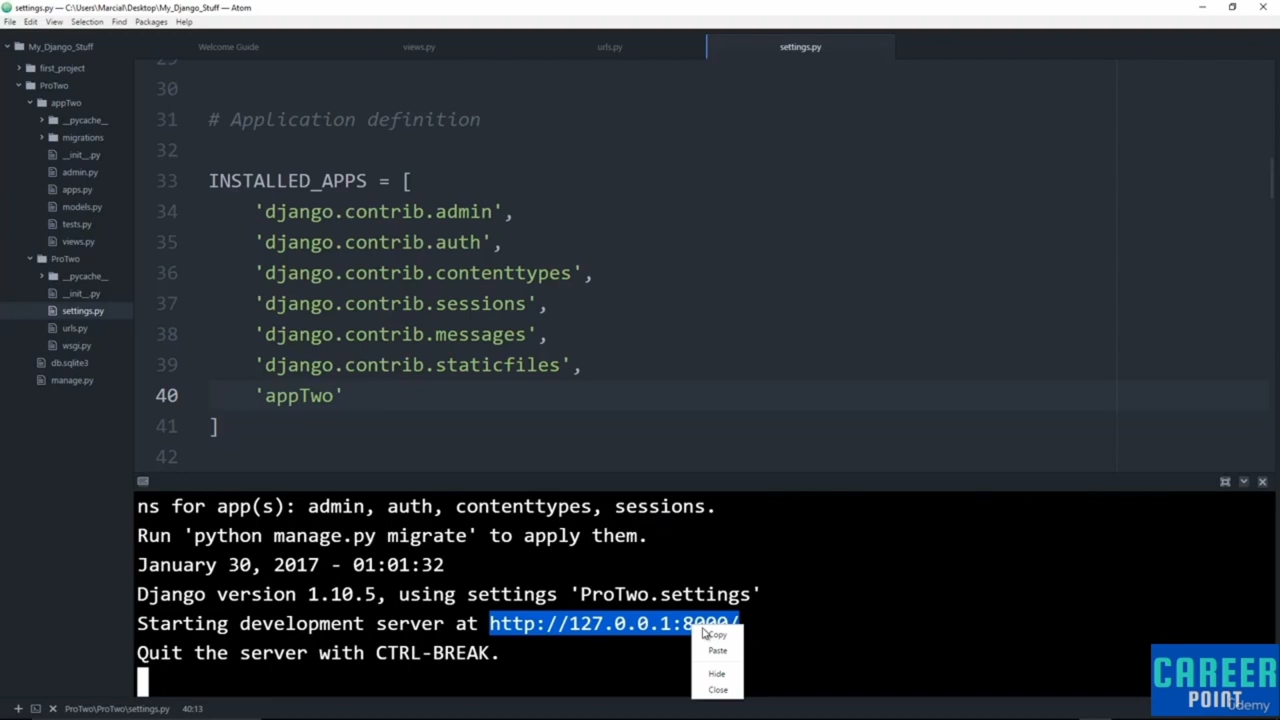 settings.py — C:\Users\Marcial\Desktop\My_Django_Stuff — Atom
File Edit View Selection Find Packages Help
My_Django_Stuff
first_project
ProTwo
appTwo
__pycache__
migrations
__init__.py
admin.py
apps.py
models.py
tests.py
views.py
ProTwo
__pycache__
__init__.py
settings.py
urls.py
wsgi.py
db.sqlite3
manage.py
Welcome Guide views.py urls.py settings.py
29
30
31 # Application definition
32
33 INSTALLED_APPS = [
34 'django.contrib.admin',
35 'django.contrib.auth',
36 'django.contrib.contenttypes',
37 'django.contrib.sessions',
38 'django.contrib.messages',
39 'django.contrib.staticfiles',
40 'appTwo'
41 ]
42
ns for app(s): admin, auth, contenttypes, sessions.
Run 'python manage.py migrate' to apply them.
January 30, 2017 - 01:01:32
Django version 1.10.5, using settings 'ProTwo.settings'
Starting development server at http://127.0.0.1:8000/
Quit the server with CTRL-BREAK.
Copy
Paste
Hide
Close
ProTwo\ProTwo\settings.py 40:13
CAREER
POINT
Udemy